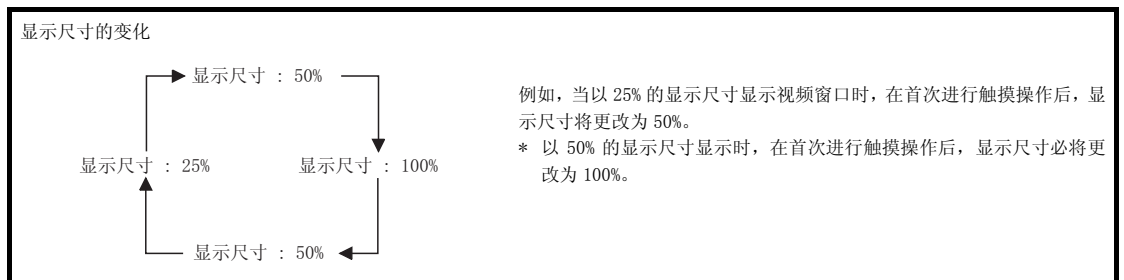 显示尺寸的变化
显示尺寸 : 50%
显示尺寸 : 25%
显示尺寸 : 100%
显示尺寸 : 50%
例如, 当以 25% 的显示尺寸显示视频窗口时, 在首次进行触摸操作后, 显
示尺寸将更改为 50%。
* 以 50% 的显示尺寸显示时, 在首次进行触摸操作后, 显示尺寸必将更
改为 100%。